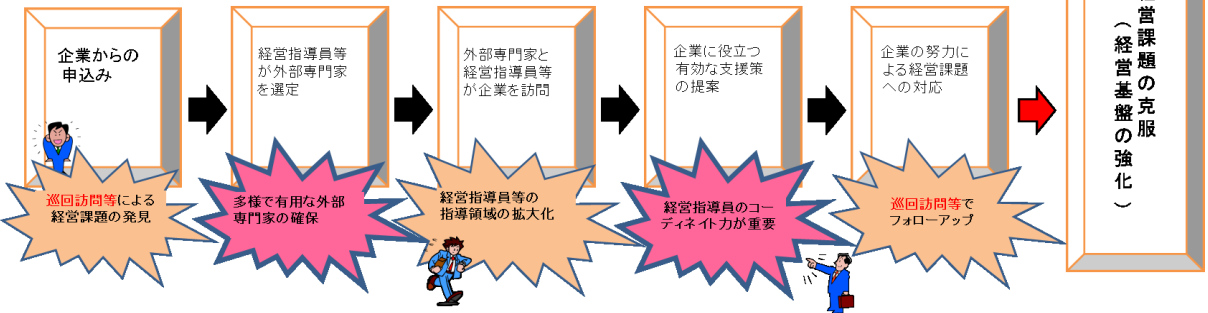 企業からの
申込み
経営指導員等
が外部専門家
を選定
外部専門家と
経営指導員等
が企業を訪問
企業に役立つ
有効な支援策
の提案
企業の努力に
よる経営課題
への対応
営課題の克服
（経営基盤の強化）
巡回訪問等による
経営課題の発見
多様で有用な外部
専門家の確保
経営指導員等の
指導領域の拡大化
経営指導員のコー
ディネイト力が重要
巡回訪問等で
フォローアップ